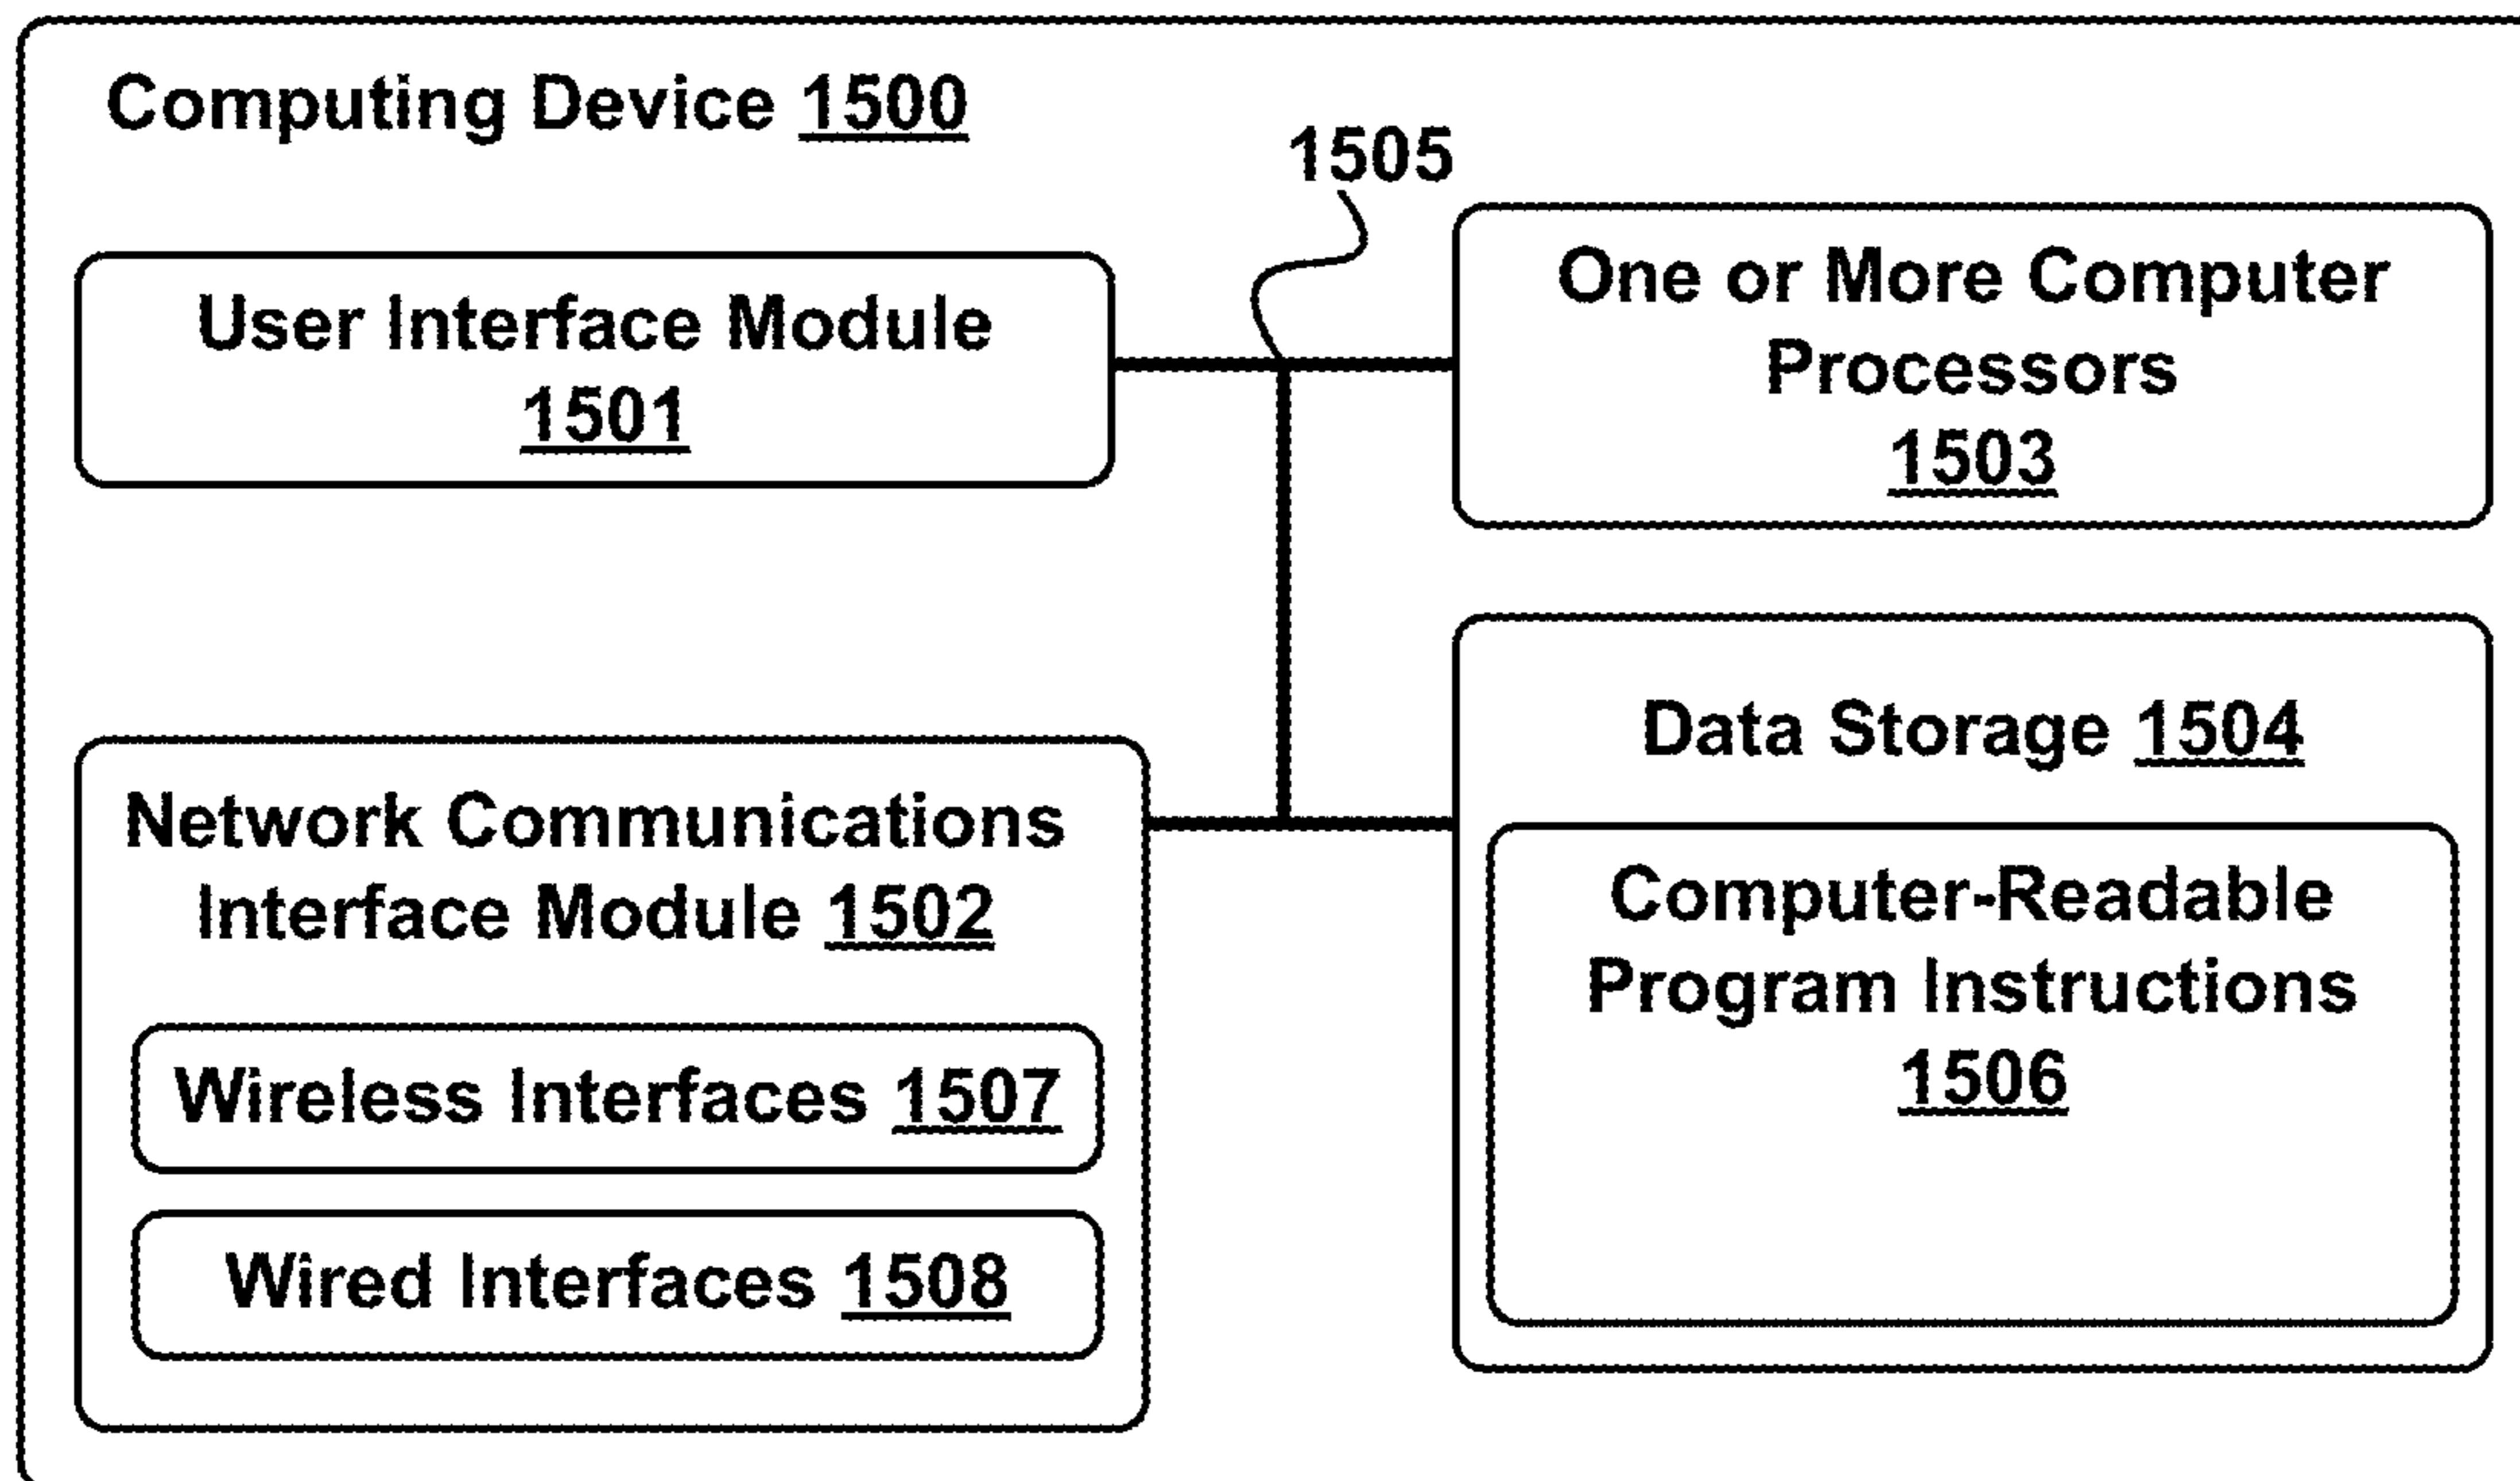 Computing Device 1500
1505
User Interface Module
1501
One or More Computer
Processors
1503
Network Communications
Interface Module 1502
Wireless Interfaces 1507
Wired Interfaces 1508
Data Storage 1504
Computer-Readable
Program Instructions
1506